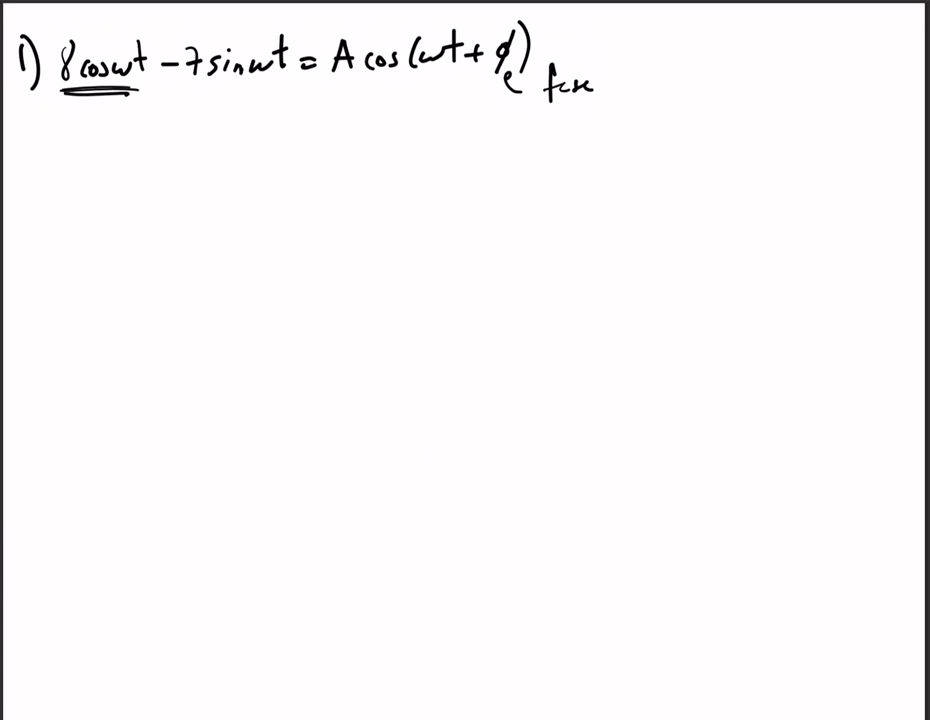 1) 8cosωt - 7sinωt = A cos(ωt + φ)